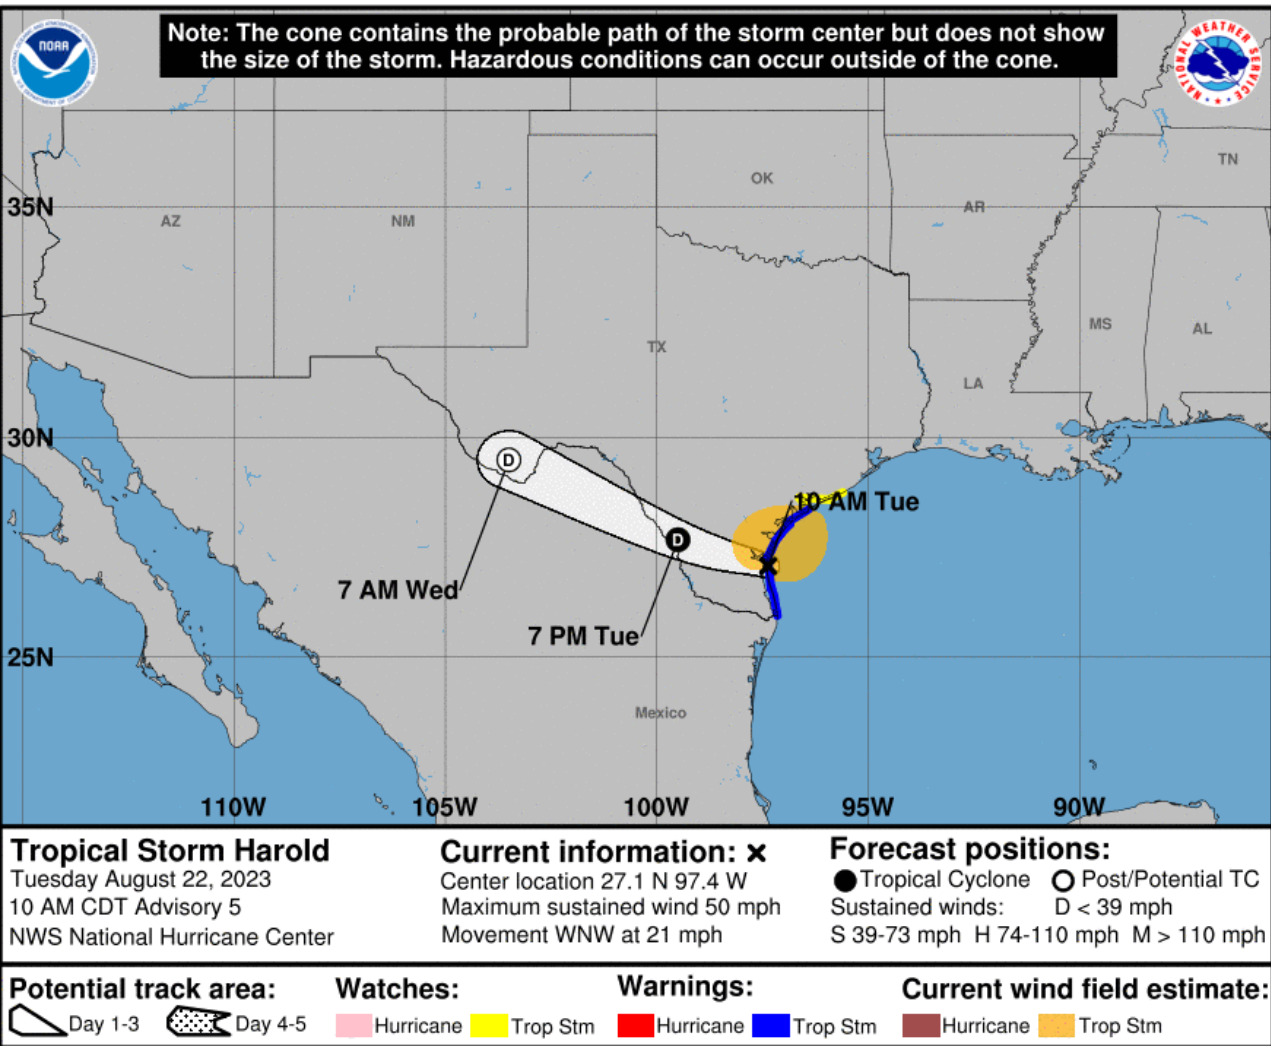 Note: The cone contains the probable path of the storm center but does not show
the size of the storm. Hazardous conditions can occur outside of the cone.
NOAA
NATIONAL WEATHER SERVICE
TN
OK
35N
AZ
NM
AR
MS
AL
TX
LA
30N
D
10 AM Tue
D
7 AM Wed
7 PM Tue
25N
Mexico
110W
105W
100W
95W
90W
Tropical Storm Harold
Tuesday August 22, 2023
10 AM CDT Advisory 5
NWS National Hurricane Center
Current information: x
Center location 27.1 N 97.4 W
Maximum sustained wind 50 mph
Movement WNW at 21 mph
Forecast positions:
Tropical Cyclone Post/Potential TC
Sustained winds: D < 39 mph
S 39-73 mph H 74-110 mph M > 110 mph
Potential track area:
Day 1-3 Day 4-5
Watches:
Hurricane Trop Stm
Warnings:
Hurricane Trop Stm
Current wind field estimate:
Hurricane Trop Stm